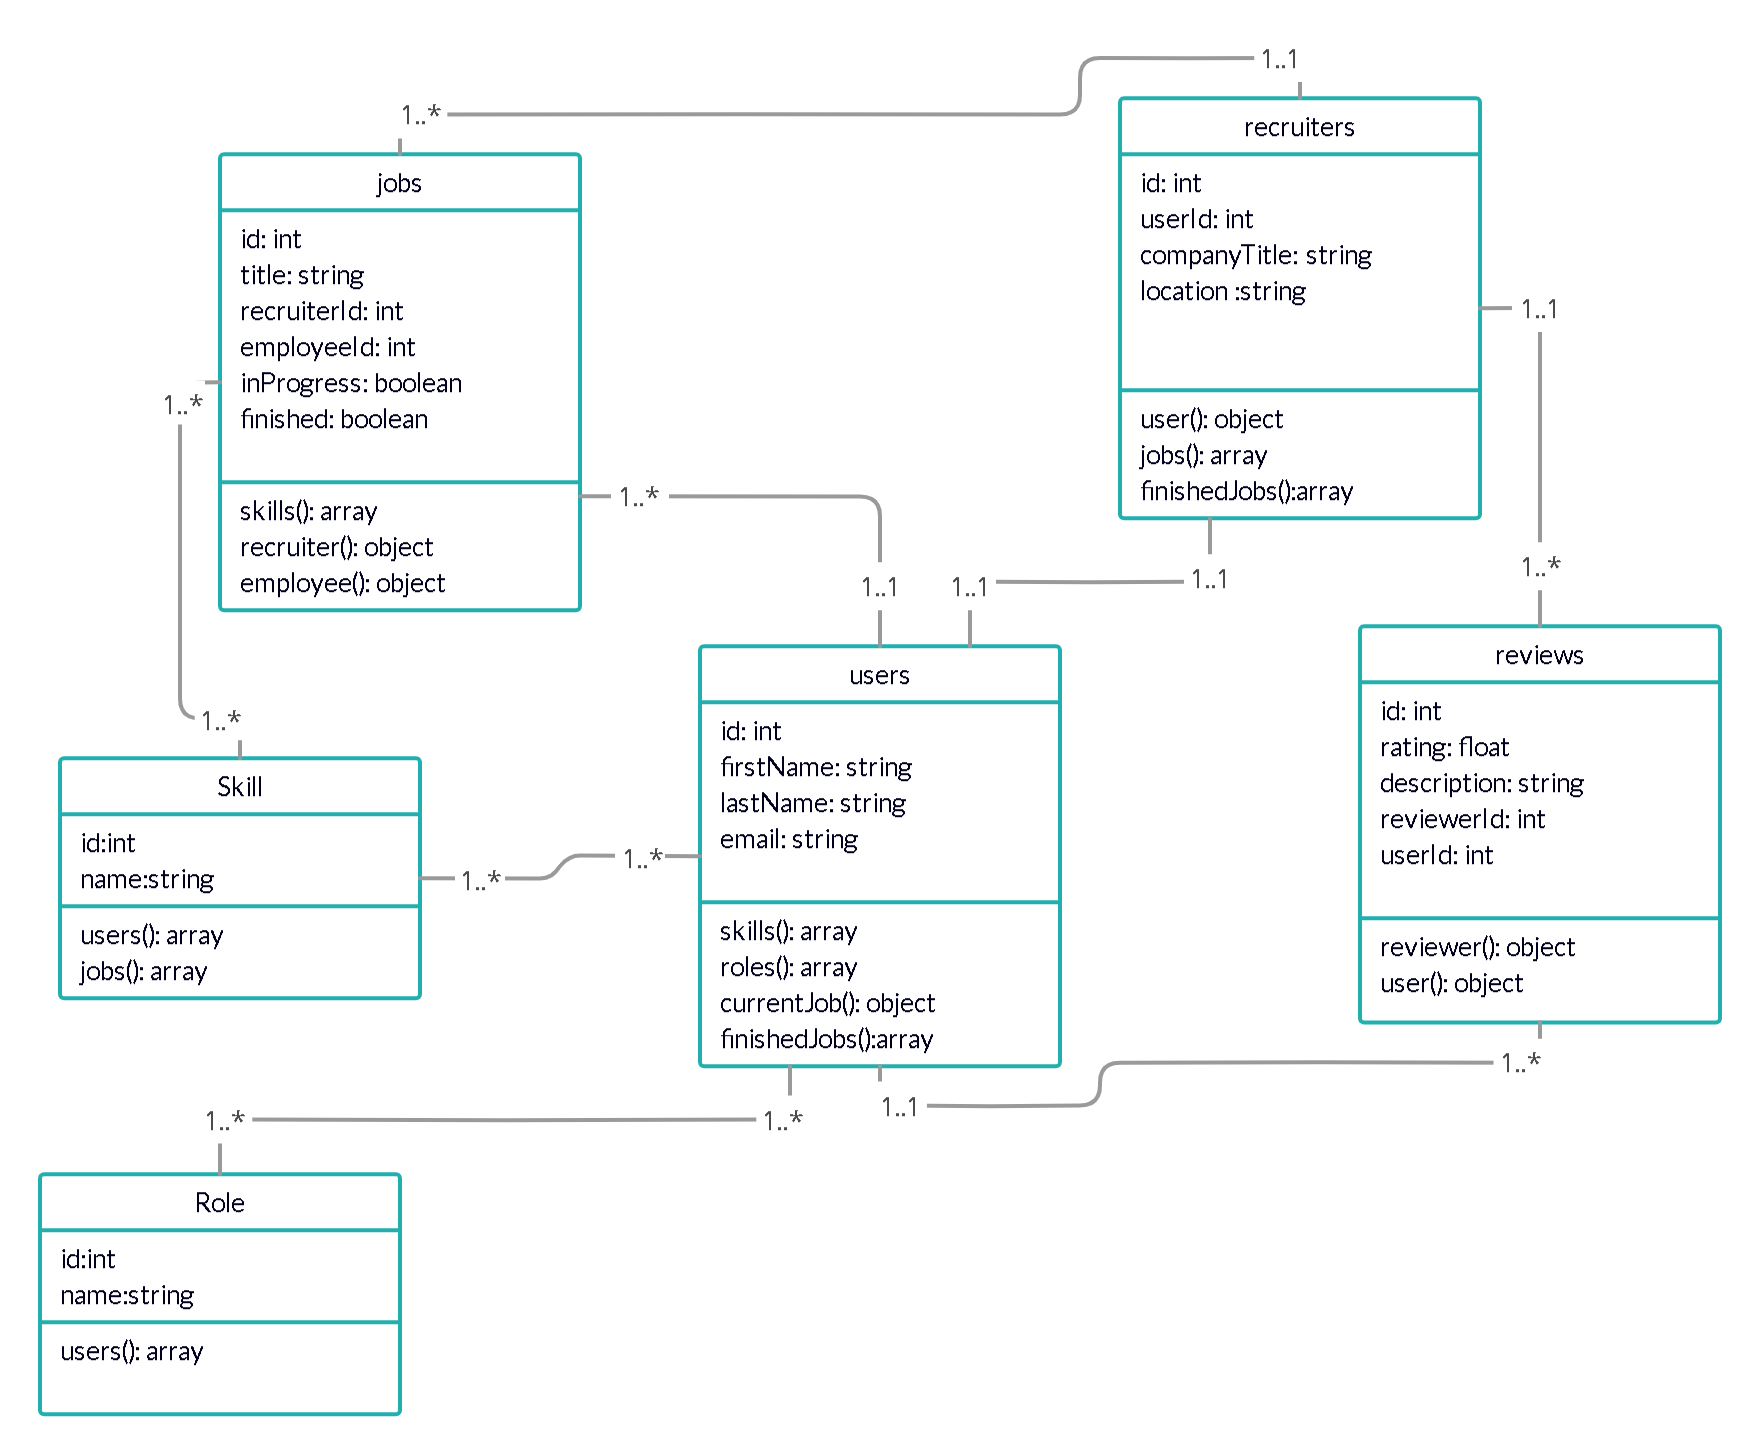 1..1
1..*
recruiters
id: int
userId: int
companyTitle: string
location :string
user(): object
jobs(): array
finishedJobs():array
jobs
id: int
title: string
recruiterId: int
employeeId: int
inProgress: boolean
finished: boolean
skills(): array
recruiter(): object
employee(): object
1..1
1..*
1..*
1..1
1..1
1..1
1..*
1..*
users
id: int
firstName: string
lastName: string
email: string
skills(): array
roles(): array
currentJob(): object
finishedJobs():array
reviews
id: int
rating: float
description: string
reviewerId: int
userId: int
reviewer(): object
user(): object
Skill
id:int
name:string
users(): array
jobs(): array
1..*
1..*
1..*
1..1
1..*
1..*
Role
id:int
name:string
users(): array